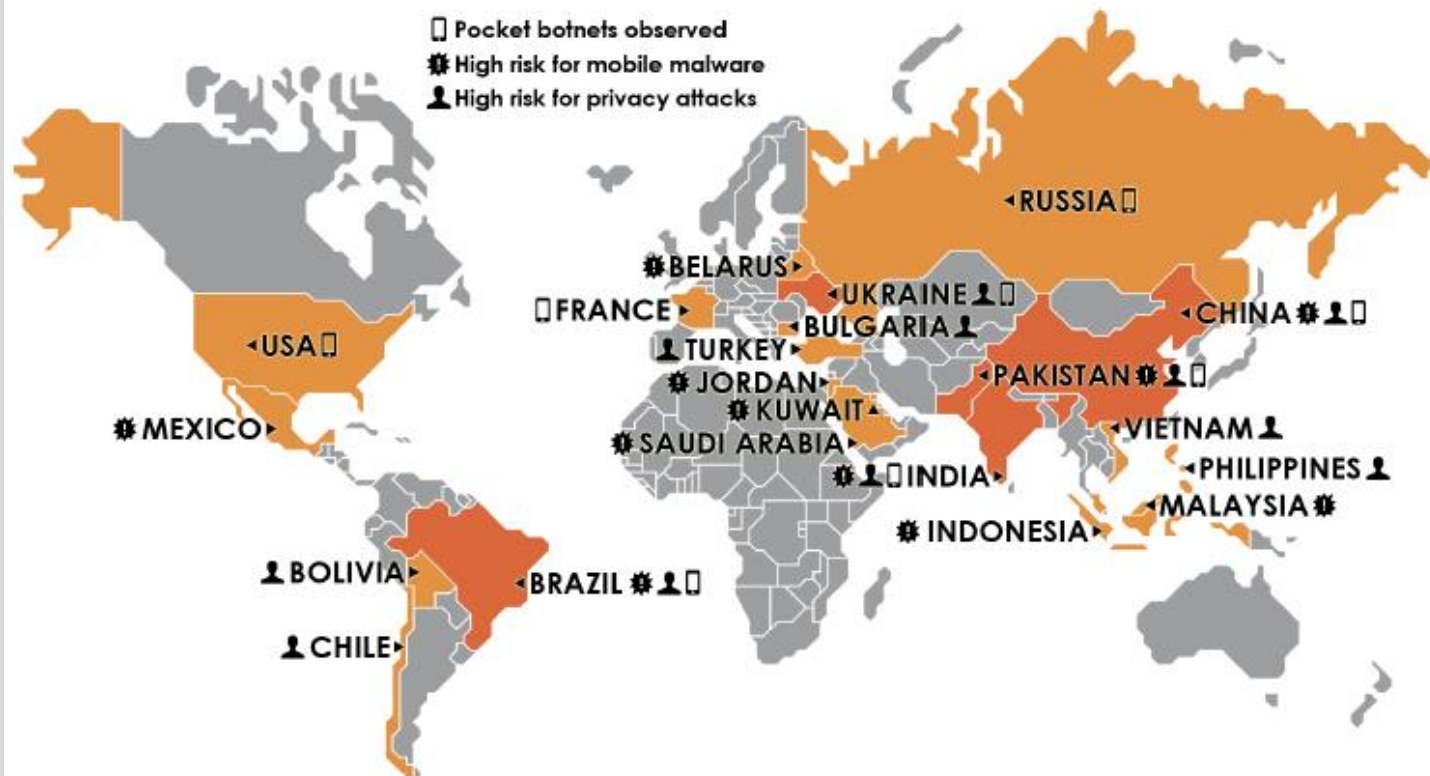 Pocket botnets observed
High risk for mobile malware
High risk for privacy attacks
RUSSIA
BELARUS
UKRAINE
FRANCE
CHINA
BULGARIA
USA
TURKEY
JORDAN
PAKISTAN
KUWAIT
MEXICO
VIETNAM
SAUDI ARABIA
PHILIPPINES
INDIA
MALAYSIA
INDONESIA
BOLIVIA
BRAZIL
CHILE